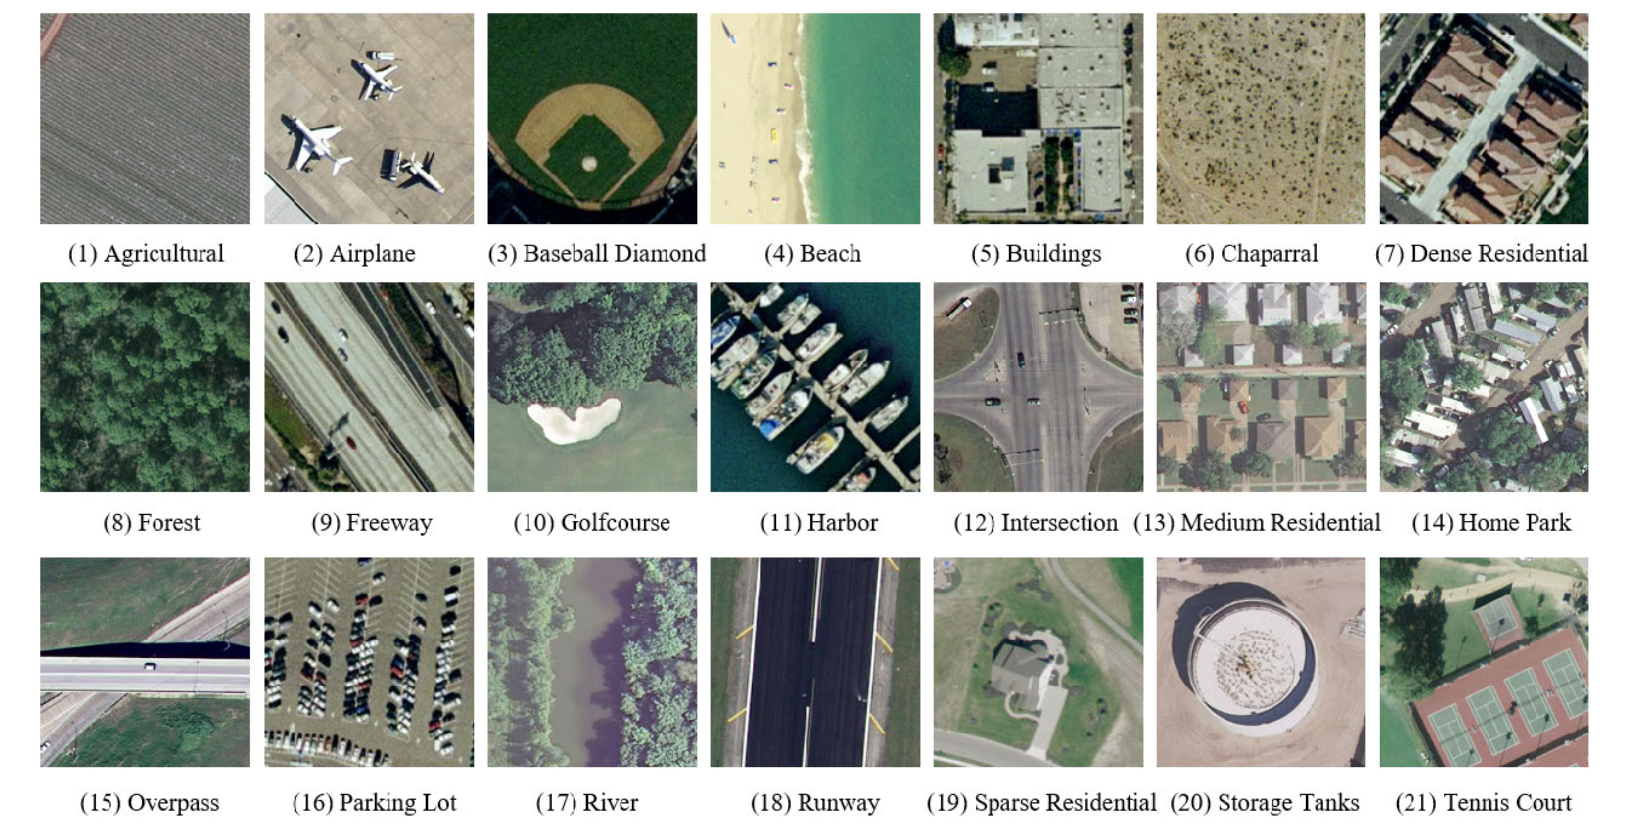 (1) Agricultural (2) Airplane (3) Baseball Diamond (4) Beach (5) Buildings (6) Chaparral (7) Dense Residential
(8) Forest (9) Freeway (10) Golfcourse (11) Harbor (12) Intersection (13) Medium Residential (14) Home Park
(15) Overpass (16) Parking Lot (17) River (18) Runway (19) Sparse Residential (20) Storage Tanks (21) Tennis Court